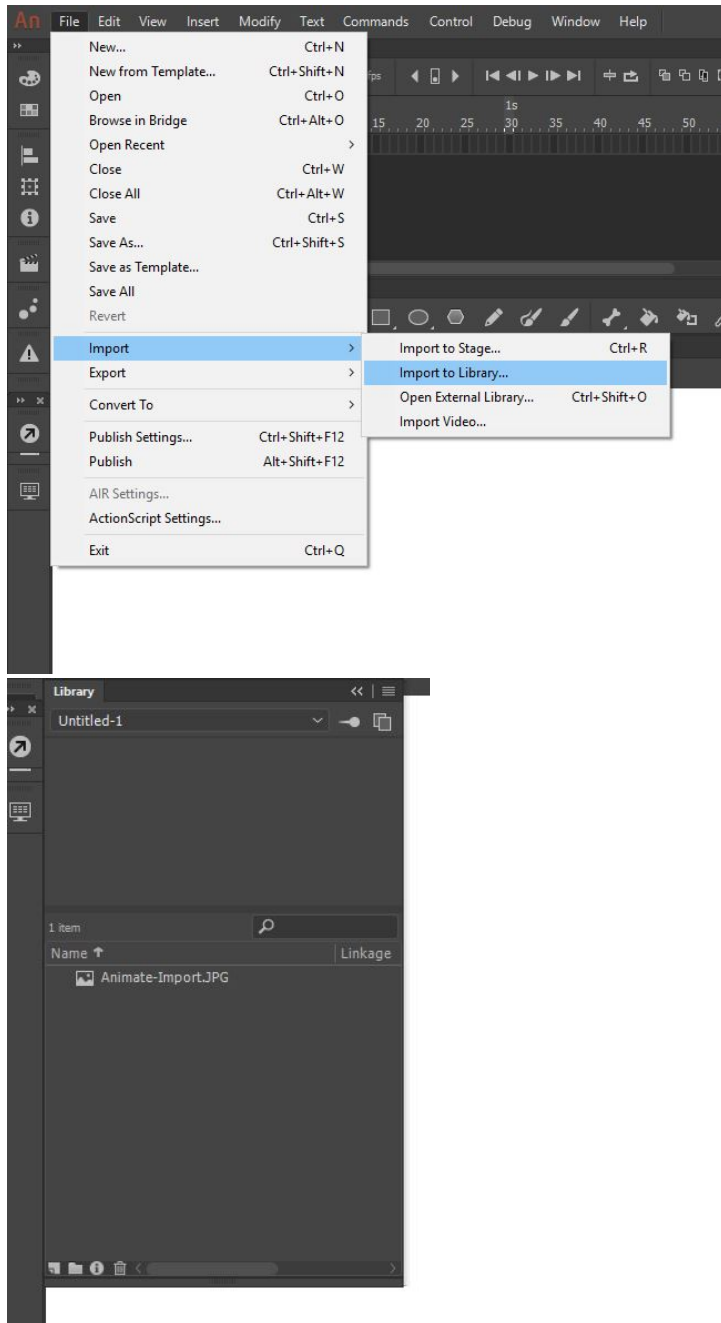 An File Edit View Insert Modify Text Commands Control Debug Window Help
New... Ctrl+N
New from Template... Ctrl+Shift+N
fps
Open Ctrl+O
1s
Browse in Bridge Ctrl+Alt+O
15 20 25 30 35 40 45 50
Open Recent
Close Ctrl+W
Close All Ctrl+Alt+W
Save Ctrl+S
Save As... Ctrl+Shift+S
Save as Template...
Save All
Revert
Import
Import to Stage... Ctrl+R
Export
Import to Library...
Convert To
Open External Library... Ctrl+Shift+O
Import Video...
Publish Settings... Ctrl+Shift+F12
Publish Alt+Shift+F12
AIR Settings...
ActionScript Settings...
Exit Ctrl+Q
Library
Untitled-1
1 item
Name Linkage
Animate-Import.JPG